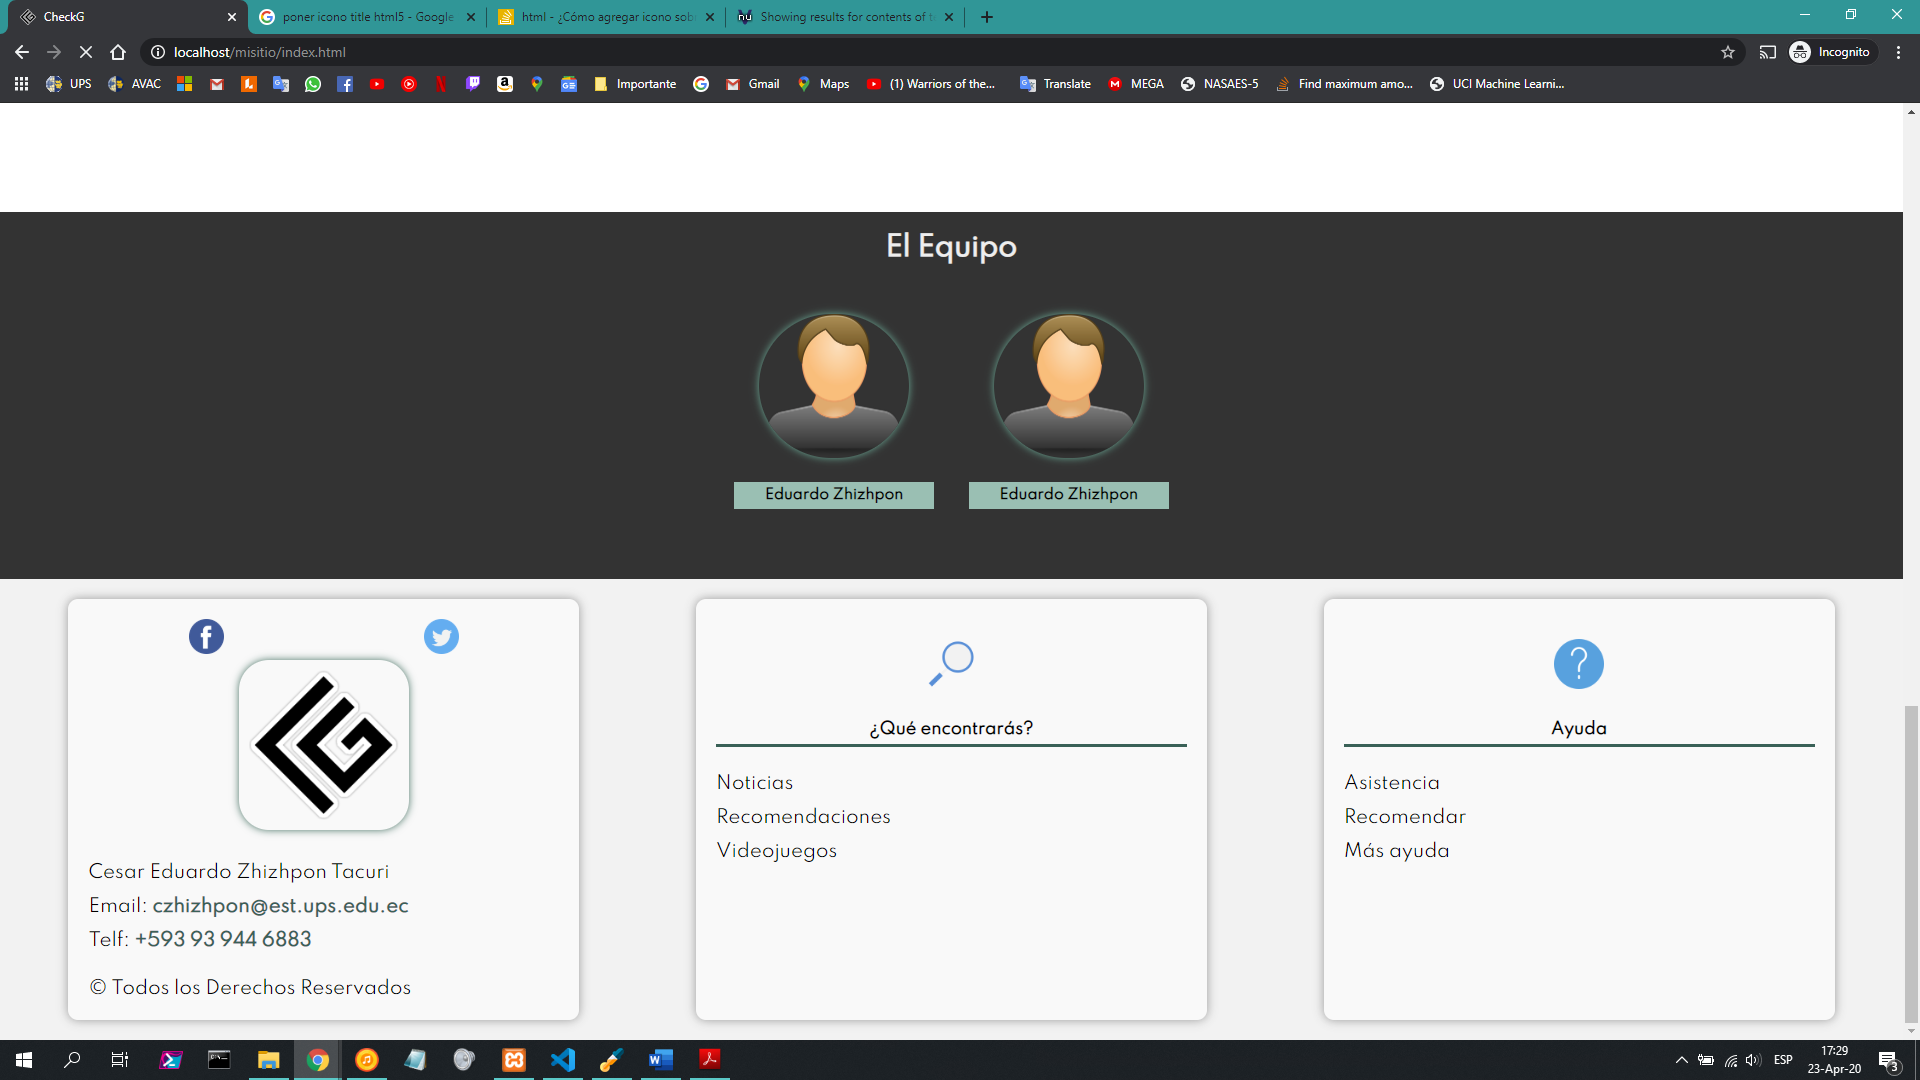 CheckG
poner icono title html5 - Google
html - ¿Cómo agregar icono sob
Showing results for contents of t
localhost/misitio/index.html
Incognito
UPS
AVAC
Importante
Gmail
Maps
(1) Warriors of the...
Translate
MEGA
NASAES-5
Find maximum amo...
UCI Machine Learni...
El Equipo
Eduardo Zhizhpon
Eduardo Zhizhpon
Cesar Eduardo Zhizhpon Tacuri
Email: czhizhpon@est.ups.edu.ec
Telf: +593 93 944 6883
© Todos los Derechos Reservados
¿Qué encontrarás?
Noticias
Recomendaciones
Videojuegos
Ayuda
Asistencia
Recomendar
Más ayuda
ESP
17:29
23-Apr-20
3